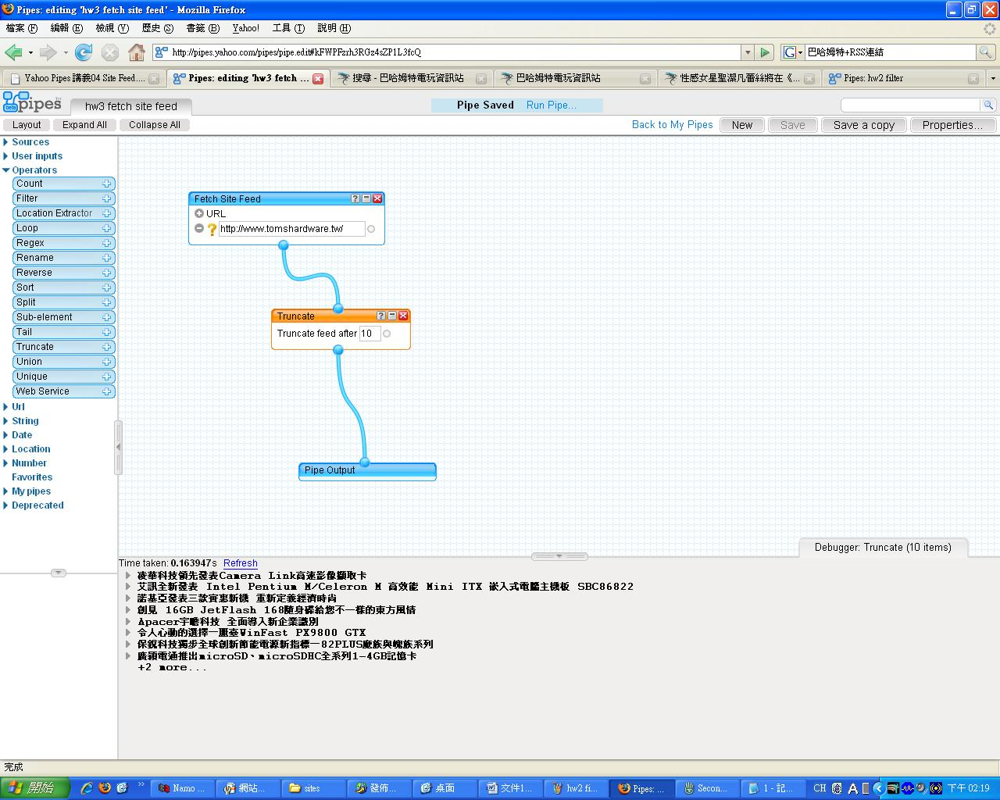 Pipes: editing 'hw3 fetch site feed' - Mozilla Firefox
檔案 (F) 編輯 (E) 檢視 (V) 歷史 (S) 書籤 (B) Yahoo! 工具 (T) 說明 (H)
http://pipes.yahoo.com/pipes/pipe.edit#kFWPFzrh3RGz4sZP1L3fcQ
巴哈姆特+RSS連結
Yahoo Pipes 講義04 Site Feed....
Pipes: editing 'hw3 fetch ...
搜尋 - 巴哈姆特電玩資訊站
巴哈姆特電玩資訊站
性感女星聖潔凡蕾絲將在《...
Pipes: hw2 filter
pipes
beta
hw3 fetch site feed
Pipe Saved Run Pipe...
Layout Expand All Collapse All
Back to My Pipes New Save Save a copy Properties...
Sources
User inputs
Operators
Count
Filter
Location Extractor
Loop
Regex
Rename
Reverse
Sort
Split
Sub-element
Tail
Truncate
Union
Unique
Web Service
Url
String
Date
Location
Number
Favorites
My pipes
Deprecated
Fetch Site Feed
URL
http://www.tomshardware.tw/
Truncate
Truncate feed after 10
Pipe Output
Debugger: Truncate (10 items)
Time taken: 0.163947s Refresh
凌華科技領先發表Camera Link高速影像擷取卡
艾訊全新發表 Intel Pentium M/Celeron M 高效能 Mini ITX 嵌入式電腦主機板 SBC86822
諾基亞發表三款實惠新機 重新定義經濟時尚
創見 16GB JetFlash 168隨身碟給您不一樣的東方風情
Apacer宇瞻科技 全面導入新企業識別
令人心動的選擇—麗臺WinFast PX9800 GTX
保銳科技獨步全球創新節能電源新指標—82PLUS魔族與魄族系列
廣穎電通推出microSD、microSDHC全系列1-4GB記憶卡
+2 more...
完成
開始
Namo ...
網站...
sites
發佈...
桌面
文件1...
hw2 fi...
Pipes: ...
Secon...
1 - 記...
CH
下午 02:19